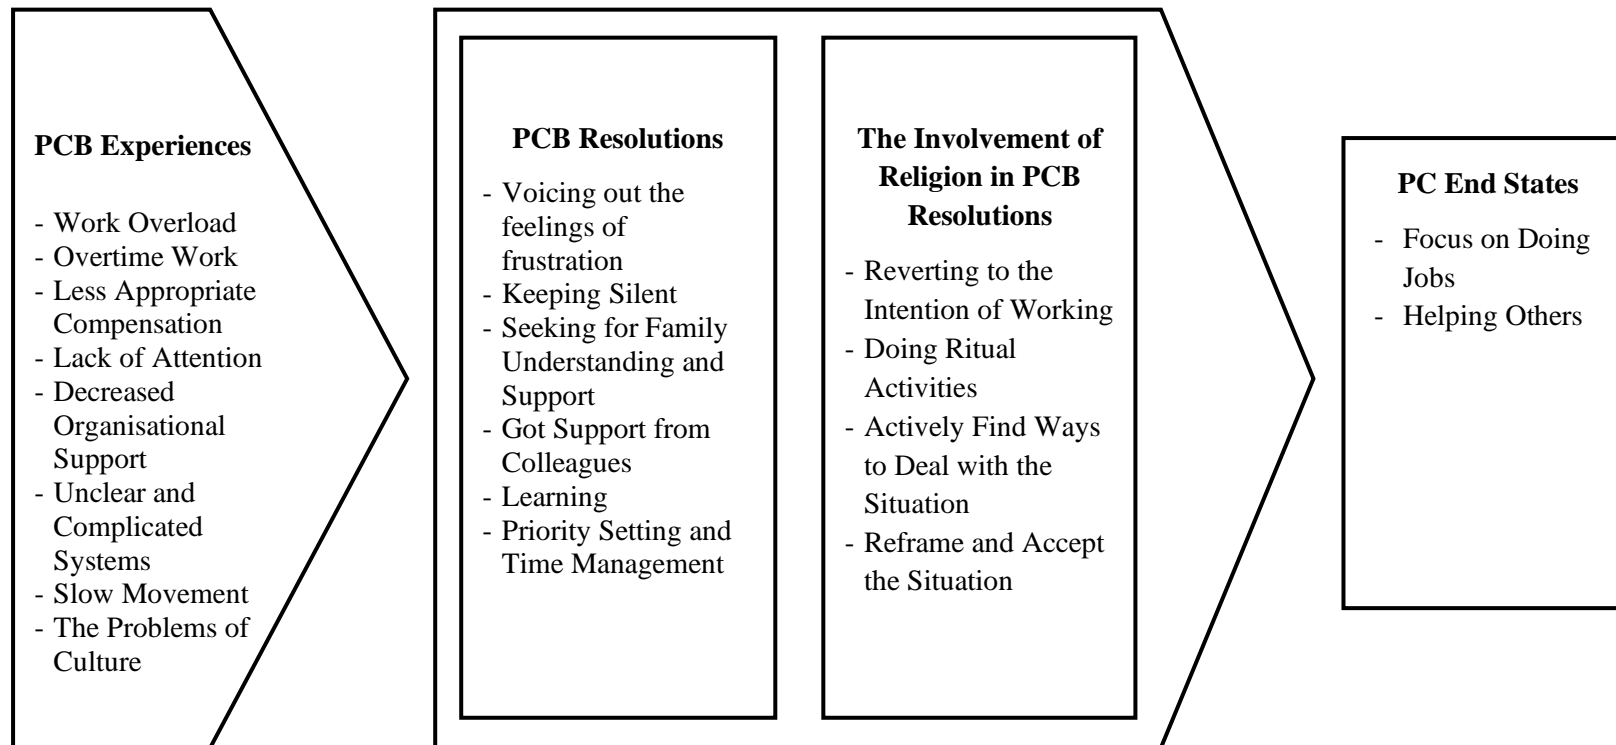 PCB Experiences
- Work Overload
- Overtime Work
- Less Appropriate
Compensation
- Lack of Attention
- Decreased
Organisational
Support
- Unclear and
Complicated
Systems
- Slow Movement
- The Problems of
Culture
PCB Resolutions
- Voicing out the
feelings of
frustration
- Keeping Silent
- Seeking for Family
Understanding and
Support
- Got Support from
Colleagues
- Learning
- Priority Setting and
Time Management
The Involvement of
Religion in PCB
Resolutions
- Reverting to the
Intention of Working
- Doing Ritual
Activities
- Actively Find Ways
to Deal with the
Situation
- Reframe and Accept
the Situation
PC End States
- Focus on Doing
Jobs
- Helping Others